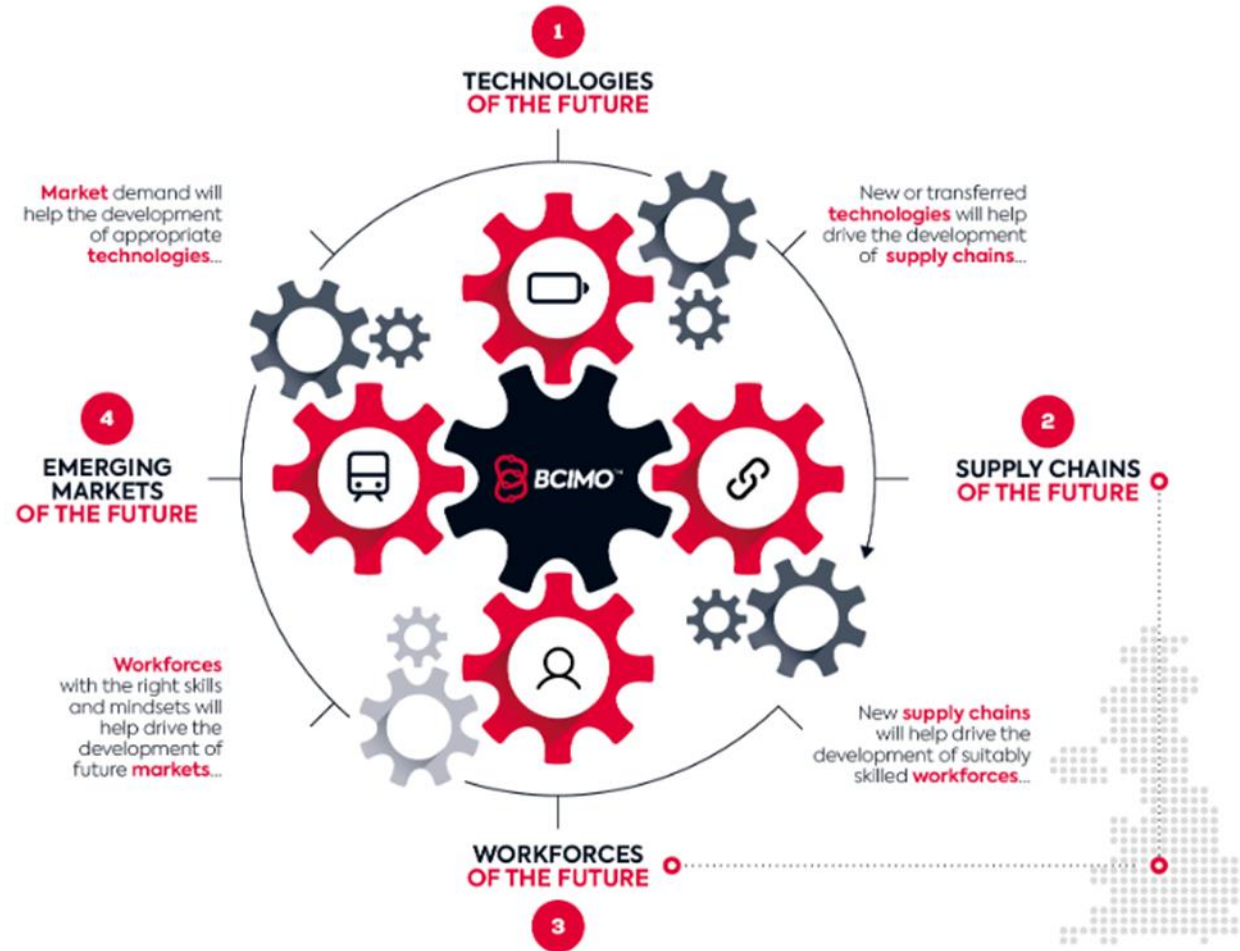 1
TECHNOLOGIES
OF THE FUTURE
Market demand will
help the development
of appropriate
technologies...
New or transferred
technologies will help
drive the development
of supply chains...
4
EMERGING
MARKETS
OF THE FUTURE
BCIMO™
2
SUPPLY CHAINS
OF THE FUTURE
Workforces
with the right skills
and mindsets will
help drive the
development of
future markets...
New supply chains
will help drive the
development of suitably
skilled workforces...
WORKFORCES
OF THE FUTURE
3